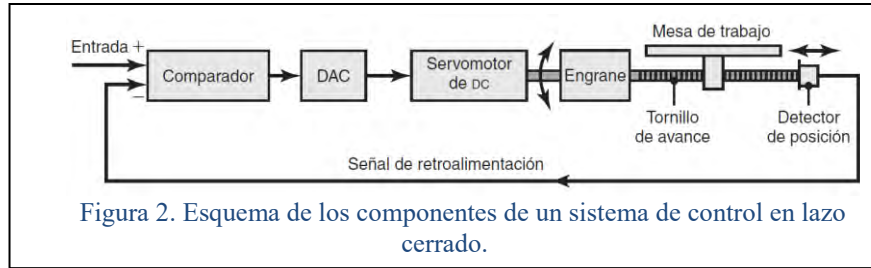 Mesa de trabajo
Entrada +
Comparador
DAC
Servomotor
de DC
Engrane
−
Tornillo
de avance
Detector
de posición
Señal de retroalimentación
Figura 2. Esquema de los componentes de un sistema de control en lazo
cerrado.